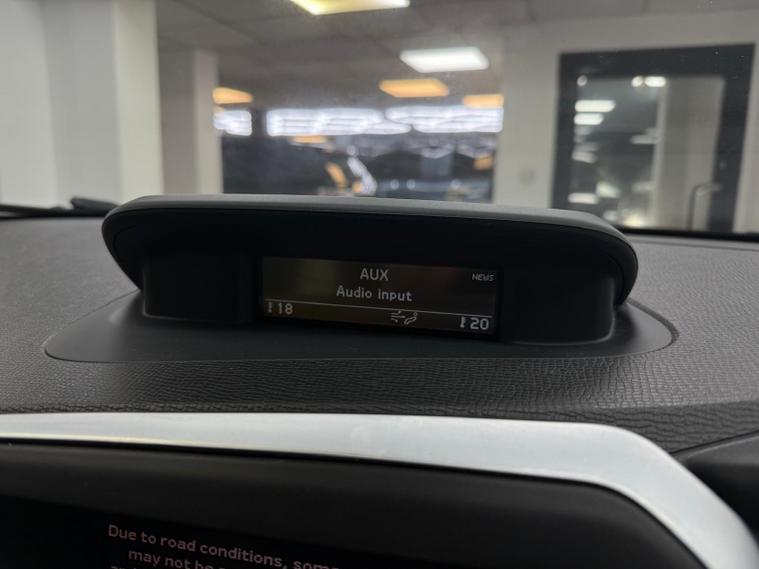 AUX NEWS
Audio input
18 20
Due to road conditions, some
may not be